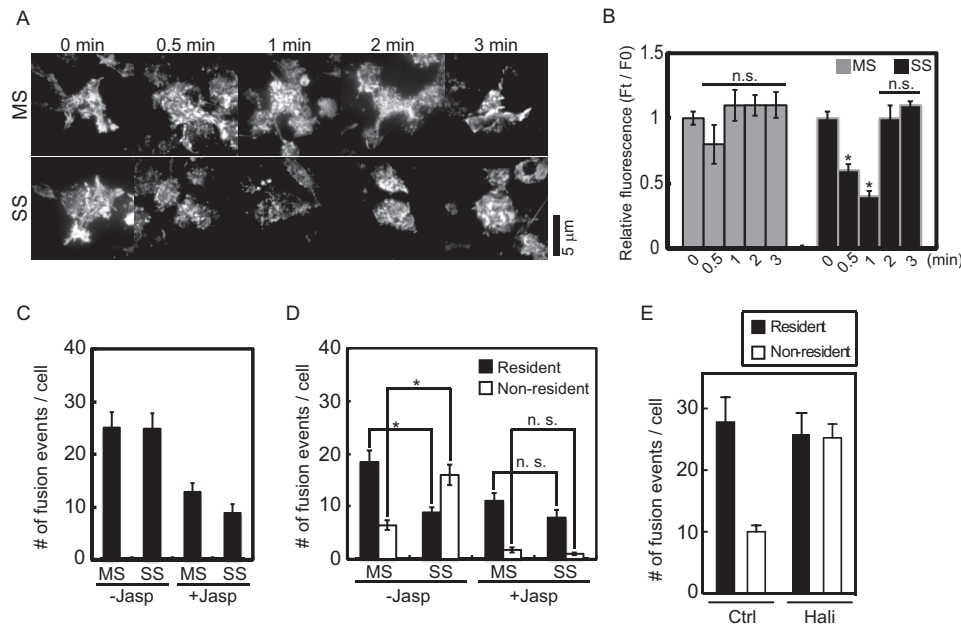 A
0 min 0.5 min 1 min 2 min 3 min
MS
SS
5 μm
B
Relative fluorescence (Ft / F0)
1.5
1
0.5
0
MS SS
n.s.
n.s.
* *
0 0.5 1 2 3 0 0.5 1 2 3 (min)
C
# of fusion events / cell
40
30
20
10
0
MS SS MS SS
-Jasp +Jasp
D
# of fusion events / cell
40
30
20
10
0
Resident
Non-resident
*
*
n. s.
n. s.
MS SS MS SS
-Jasp +Jasp
E
Resident
Non-resident
# of fusion events / cell
30
20
10
0
Ctrl Hali